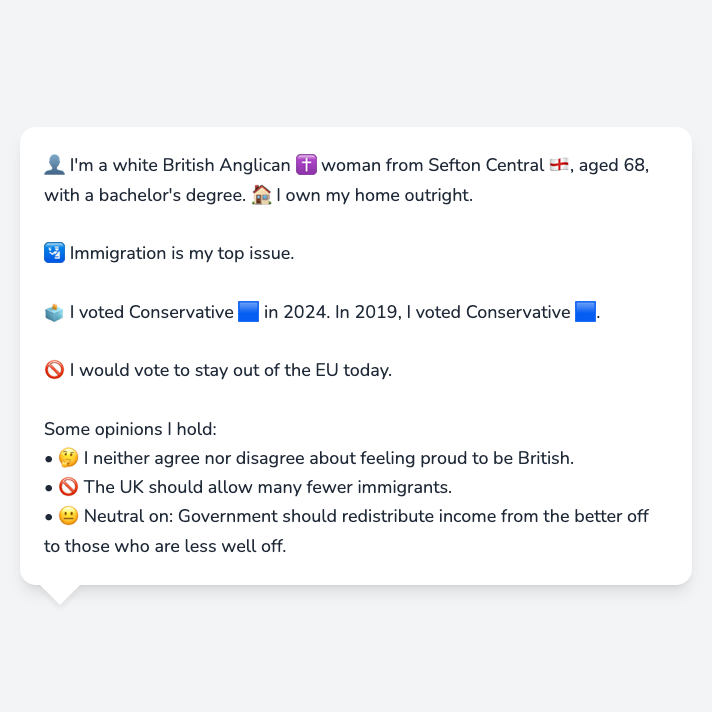 👤 I'm a white British Anglican ✝️ woman from Sefton Central 🏴󠁧󠁢󠁥󠁮󠁧󠁿, aged 68,
with a bachelor's degree. 🏠 I own my home outright.
🛂 Immigration is my top issue.
🗳️ I voted Conservative 🟦 in 2024. In 2019, I voted Conservative 🟦.
🚫 I would vote to stay out of the EU today.
Some opinions I hold:
• 🤔 I neither agree nor disagree about feeling proud to be British.
• 🚫 The UK should allow many fewer immigrants.
• 😐 Neutral on: Government should redistribute income from the better off
to those who are less well off.